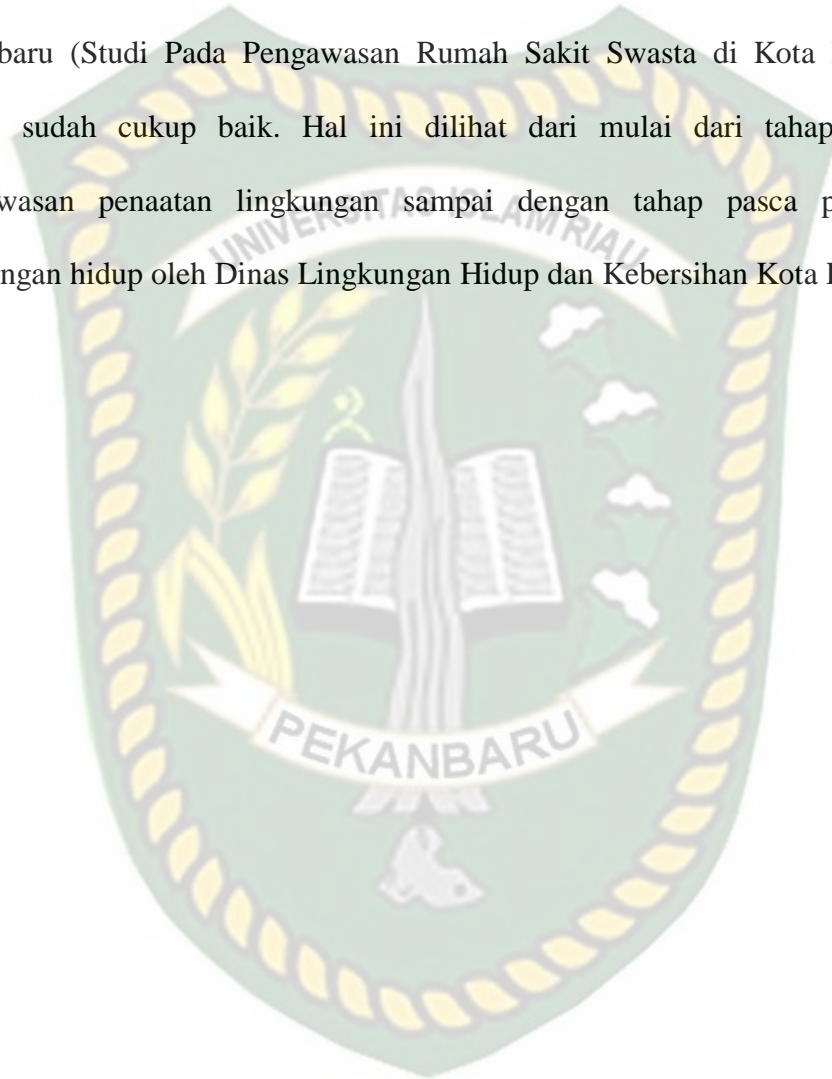 baru (Studi Pada Pengawasan Rumah Sakit Swasta di Kota
sudah cukup baik. Hal ini dilihat dari mulai dari tahap
wasan penaatan lingkungan sampai dengan tahap pasca p
ngan hidup oleh Dinas Lingkungan Hidup dan Kebersihan Kota
UNIVERSITAS ISLAM RIAU
PEKANBARU